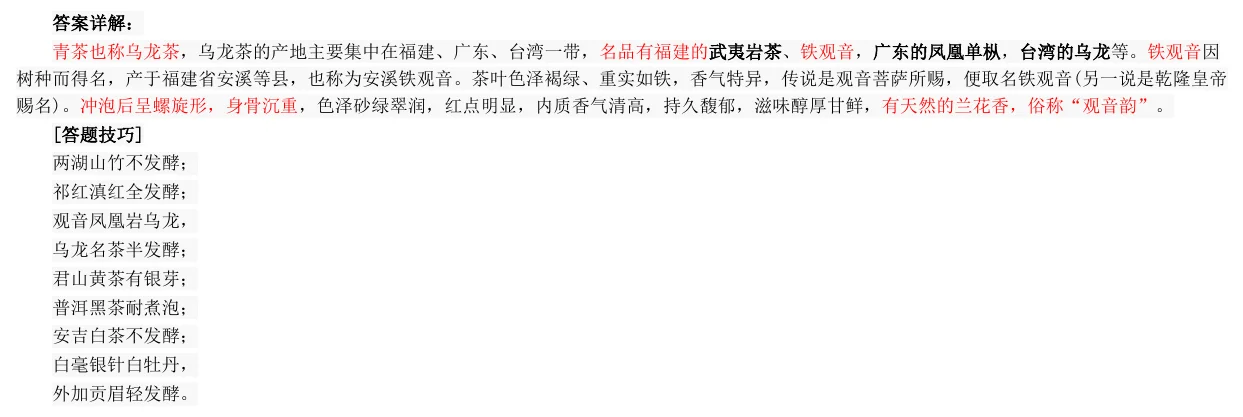 答案详解：
青茶也称乌龙茶，乌龙茶的产地主要集中在福建、广东、台湾一带，名品有福建的武夷岩茶、铁观音，广东的凤凰单枞，台湾的乌龙等。铁观音因
树种而得名，产于福建省安溪等县，也称为安溪铁观音。茶叶色泽褐绿、重实如铁，香气特异，传说是观音菩萨所赐，便取名铁观音(另一说是乾隆皇帝
赐名)。冲泡后呈螺旋形，身骨沉重，色泽砂绿翠润，红点明显，内质香气清高，持久馥郁，滋味醇厚甘鲜，有天然的兰花香，俗称“观音韵”。
[答题技巧]
两湖山竹不发酵；
祁红滇红全发酵；
观音凤凰岩乌龙，
乌龙名茶半发酵；
君山黄茶有银芽；
普洱黑茶耐煮泡；
安吉白茶不发酵；
白毫银针白牡丹，
外加贡眉轻发酵。